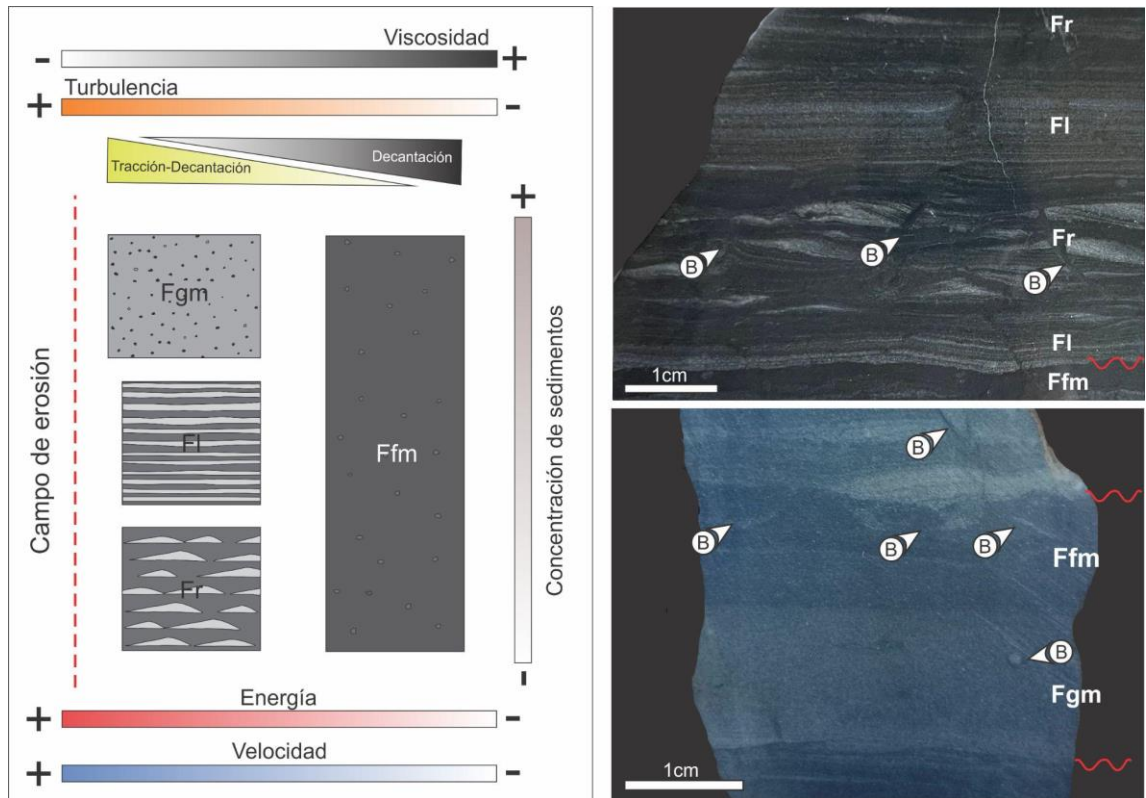 Viscosidad
- +
Turbulencia
+ -
Tracción-Decantación
Decantación
Campo de erosión
Fgm
Fl
Fr
Ffm
+
Concentración de sedimentos
-
Energía
+ -
Velocidad
+ -
Fr
Fl
Fr
B
B
B
Fl
Ffm
1cm
B
B
B
B
Ffm
B
Fgm
1cm